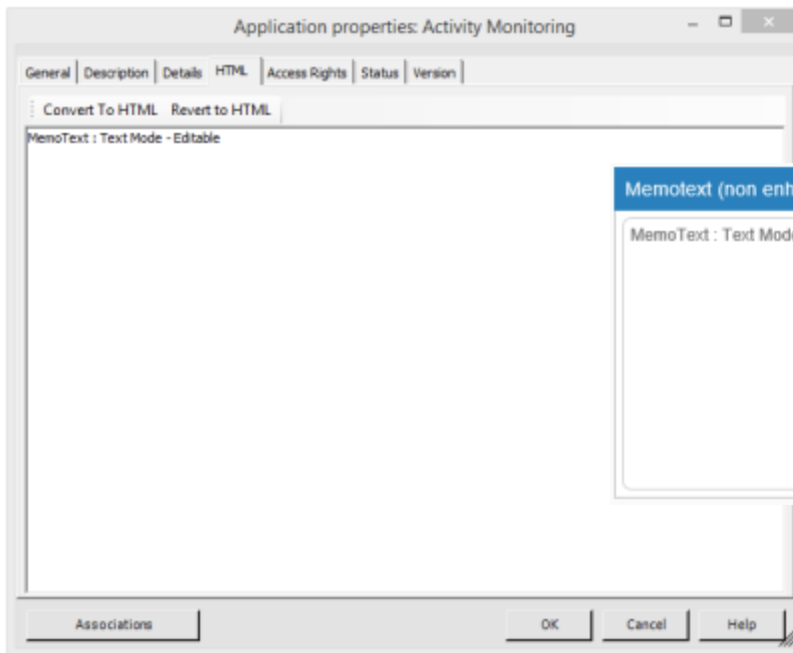 Application properties: Activity Monitoring
General Description Details HTML Access Rights Status Version
Convert To HTML Revert to HTML
MemoText : Text Mode - Editable
Memotext (non enh
MemoText : Text Mode
Associations OK Cancel Help